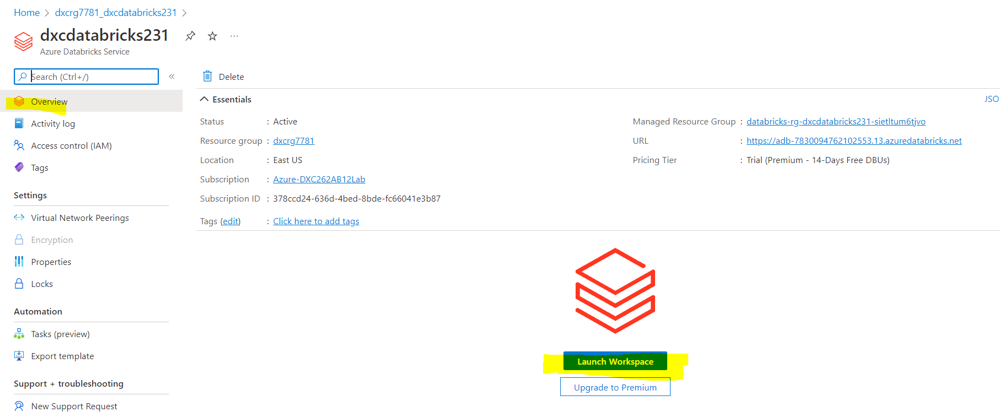 Home > dxcrg7781_dxcdatabricks231 >
dxcdatabricks231 ...
Azure Databricks Service
Search (Ctrl+/) «
Delete
Overview
Activity log
Access control (IAM)
Tags
Settings
Virtual Network Peerings
Encryption
Properties
Locks
Automation
Tasks (preview)
Export template
Support + troubleshooting
New Support Request
Essentials JSO
Status : Active
Resource group : dxcrg7781
Location : East US
Subscription : Azure-DXC262AB12Lab
Subscription ID : 378ccd24-636d-4bed-8bde-fc66041e3b87
Tags (edit) : Click here to add tags
Managed Resource Group : databricks-rg-dxcdatabricks231-sietltum6tjvo
URL : https://adb-7830094762102553.13.azuredatabricks.net
Pricing Tier : Trial (Premium - 14-Days Free DBUs)
Launch Workspace
Upgrade to Premium